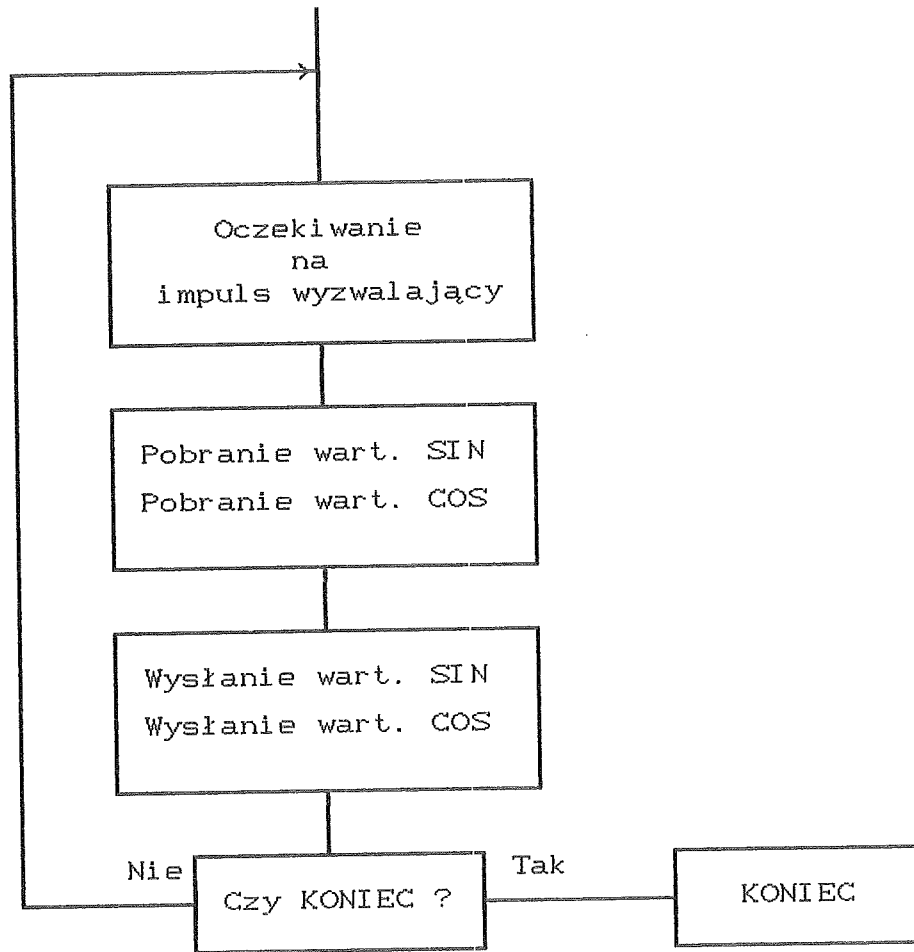 Oczekiwanie
na
impuls wyzwalający
Pobranie wart. SIN
Pobranie wart. COS
Wysłanie wart. SIN
Wysłanie wart. COS
Nie
Czy KONIEC ?
Tak
KONIEC